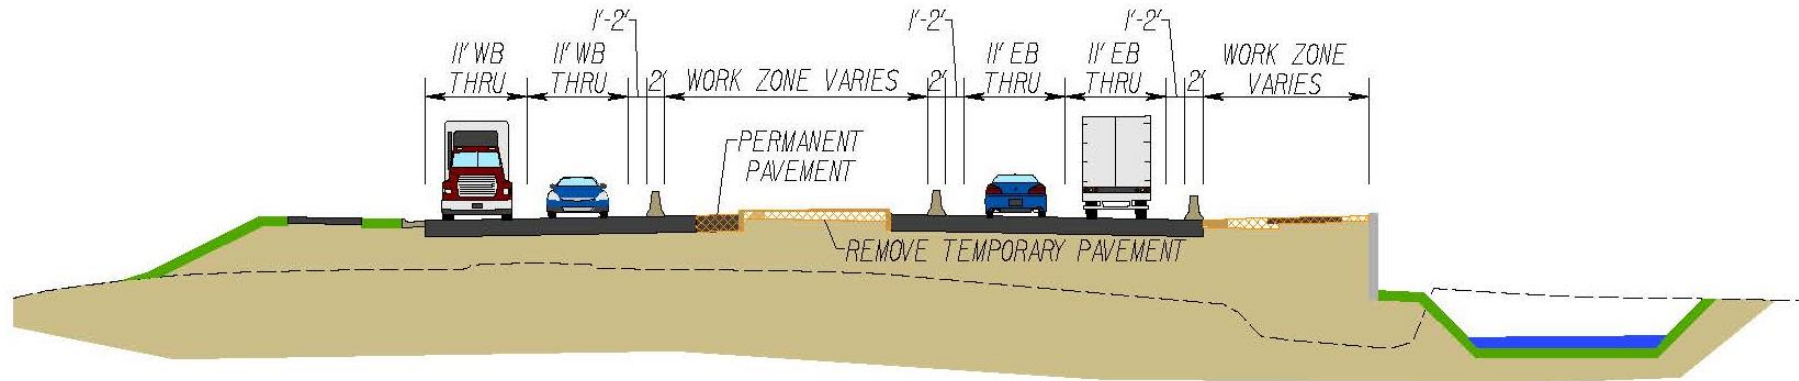 1'-2'
1'-2'
1'-2'
11' WB
THRU
11' WB
THRU
2'
WORK ZONE VARIES
2'
11' EB
THRU
11' EB
THRU
2'
WORK ZONE
VARIES
PERMANENT
PAVEMENT
REMOVE TEMPORARY PAVEMENT